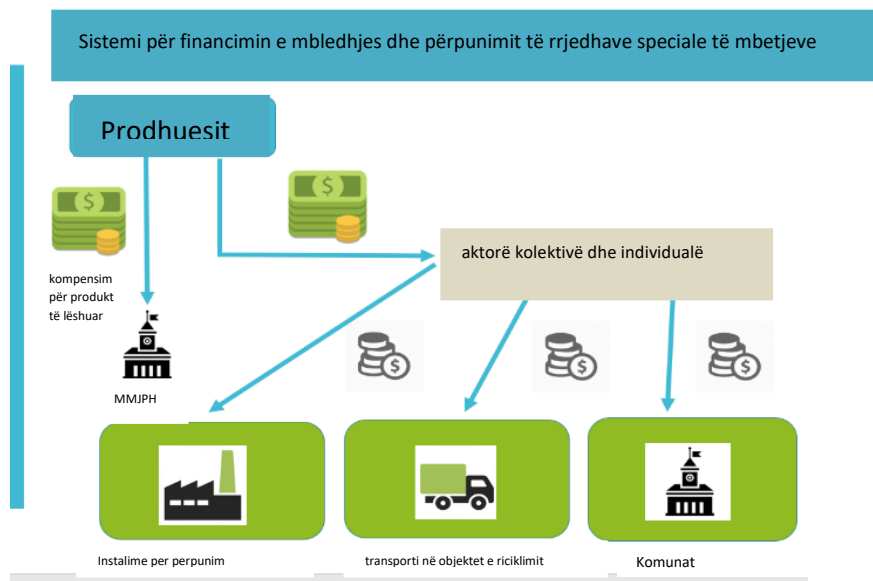 Sistemi për financimin e mbledhjes dhe përpunimit të rrjedhave speciale të mbetjeve
Prodhuesit
aktorë kolektivë dhe individualë
kompensim
për produkt
të lëshuar
MMJPH
Instalime per perpunim
transporti në objektet e riciklimit
Komunat